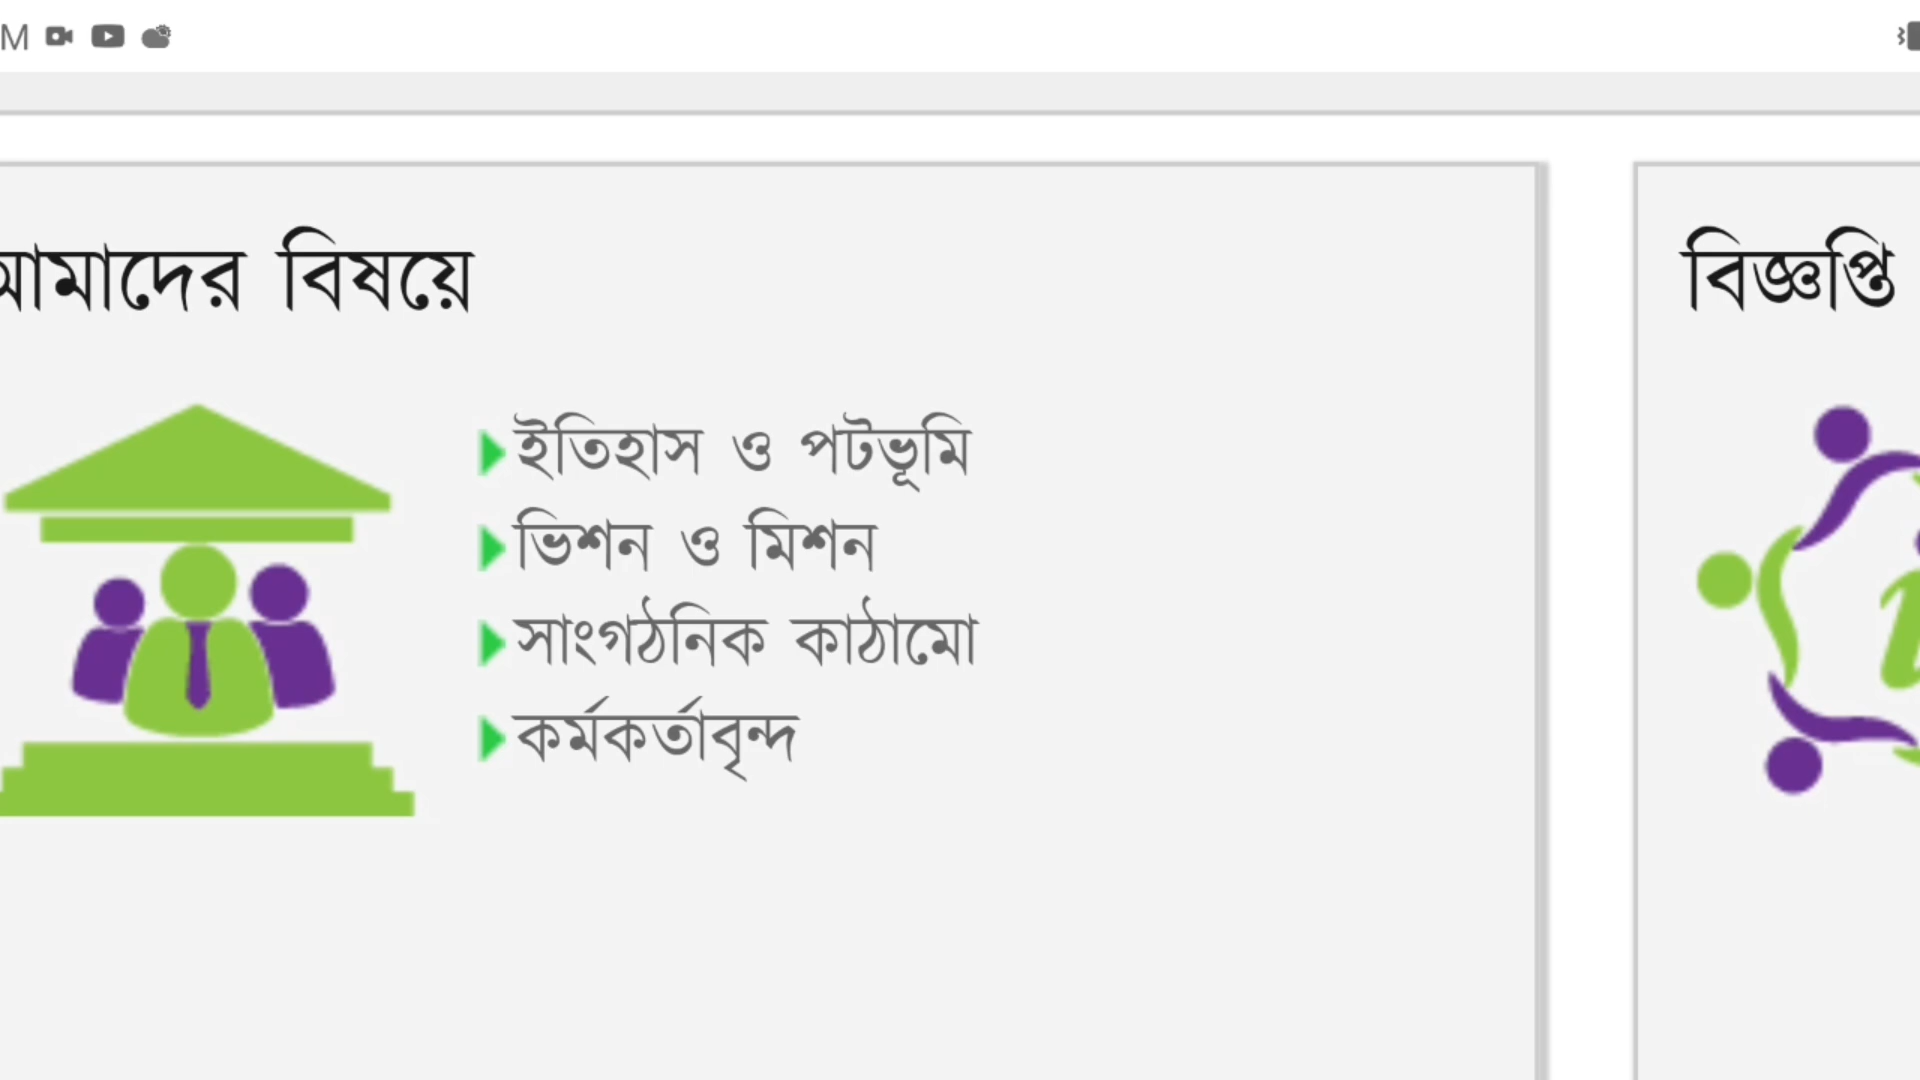 M
আমাদের বিষয়ে
ইতিহাস ও পটভূমি
ভিশন ও মিশন
সাংগঠনিক কাঠামো
কর্মকর্তাবৃন্দ
বিজ্ঞপ্তি